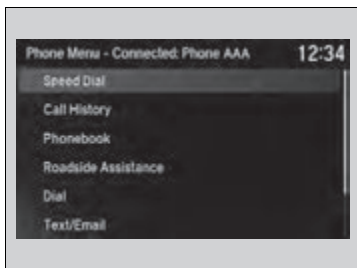 Phone Menu - Connected: Phone AAA 12:34
Speed Dial
Call History
Phonebook
Roadside Assistance
Dial
Text/Email